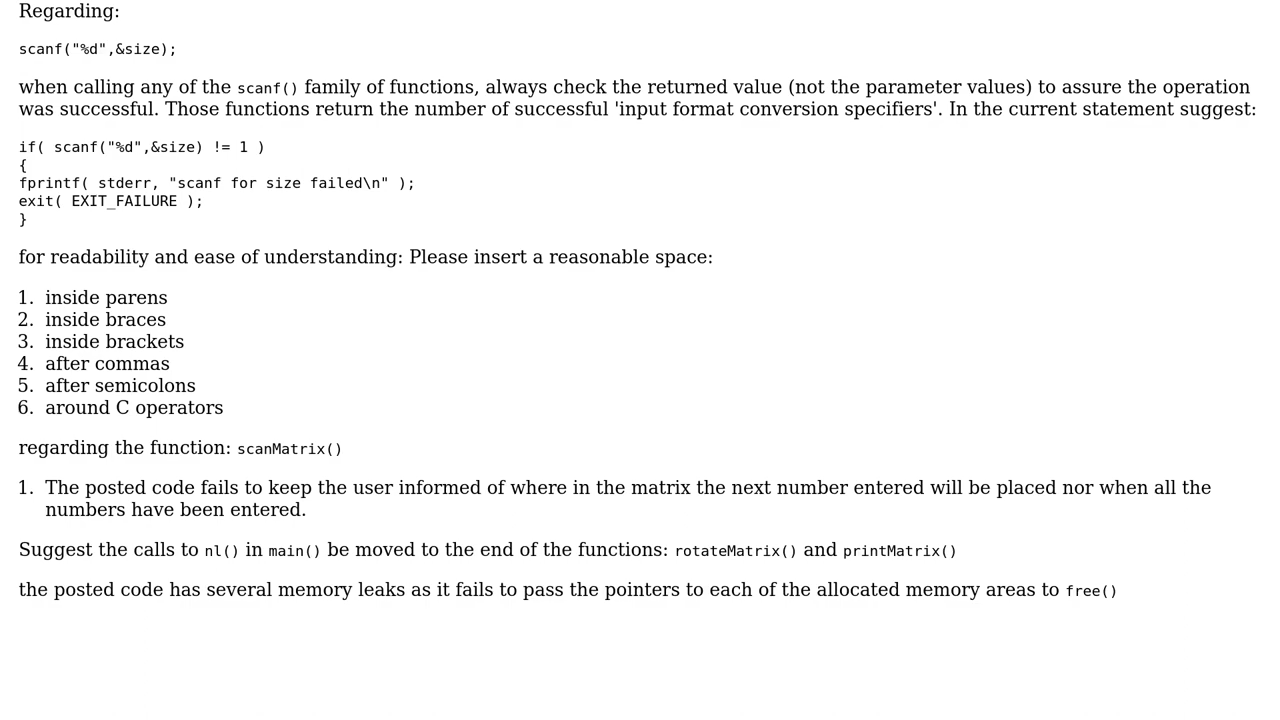 Regarding:
scanf("%d",&size);
when calling any of the scanf() family of functions, always check the returned value (not the parameter values) to assure the operation
was successful. Those functions return the number of successful 'input format conversion specifiers'. In the current statement suggest:
if( scanf("%d",&size) != 1 )
{
fprintf( stderr, "scanf for size failed\n" );
exit( EXIT_FAILURE );
}
for readability and ease of understanding: Please insert a reasonable space:
1. inside parens
2. inside braces
3. inside brackets
4. after commas
5. after semicolons
6. around C operators
regarding the function: scanMatrix()
1. The posted code fails to keep the user informed of where in the matrix the next number entered will be placed nor when all the
numbers have been entered.
Suggest the calls to nl() in main() be moved to the end of the functions: rotateMatrix() and printMatrix()
the posted code has several memory leaks as it fails to pass the pointers to each of the allocated memory areas to free()